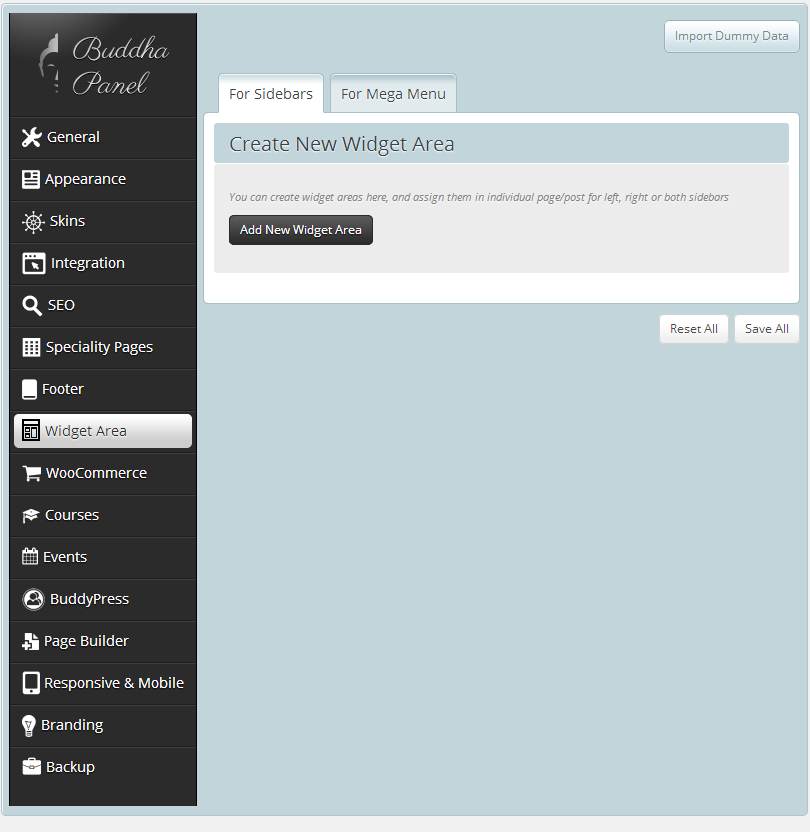 Buddha
Panel
General
Appearance
Skins
Integration
SEO
Speciality Pages
Footer
Widget Area
WooCommerce
Courses
Events
BuddyPress
Page Builder
Responsive & Mobile
Branding
Backup
Import Dummy Data
For Sidebars
For Mega Menu
Create New Widget Area
You can create widget areas here, and assign them in individual page/post for left, right or both sidebars
Add New Widget Area
Reset All
Save All